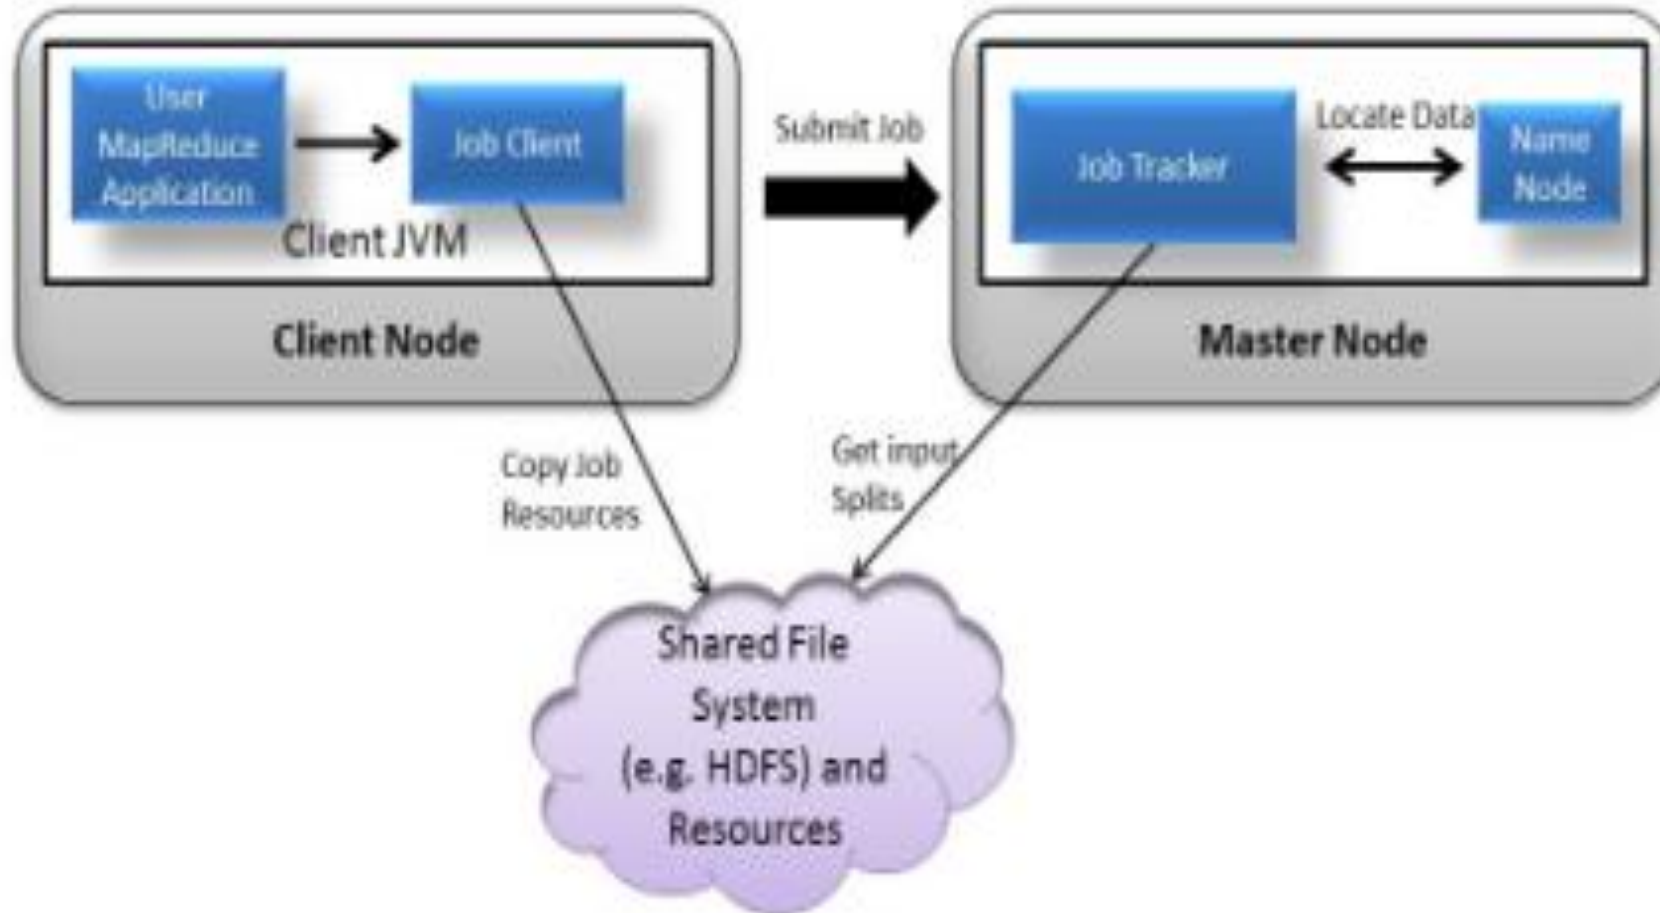 User
MapReduce
Application
Job Client
Client JVM
Client Node
Submit Job
Job Tracker
Locate Data
Name
Node
Master Node
Copy Job
Resources
Get input
Splits
Shared File
System
(e.g. HDFS) and
Resources